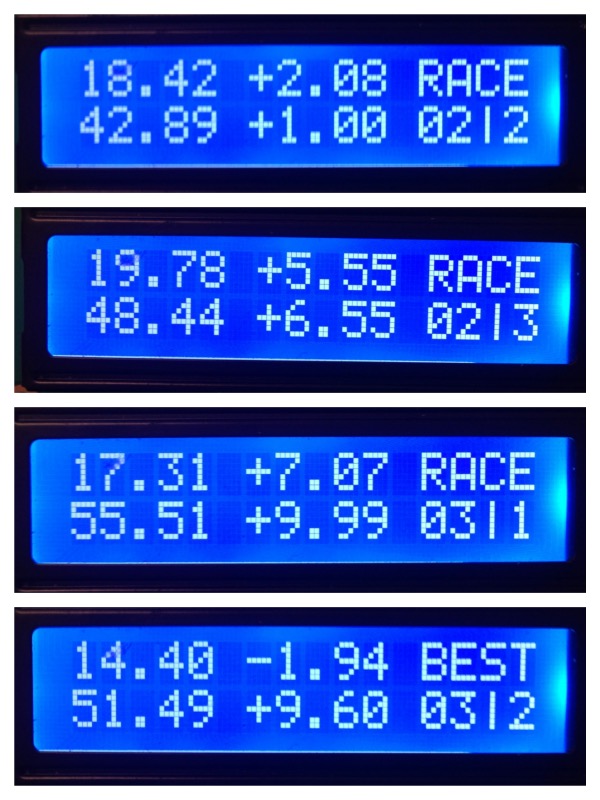 18.42 +2.08 RACE
42.89 +1.00 02|2
19.78 +5.55 RACE
48.44 +6.55 02|3
17.31 +7.07 RACE
55.51 +9.99 03|1
14.40 -1.94 BEST
51.49 +9.60 03|2